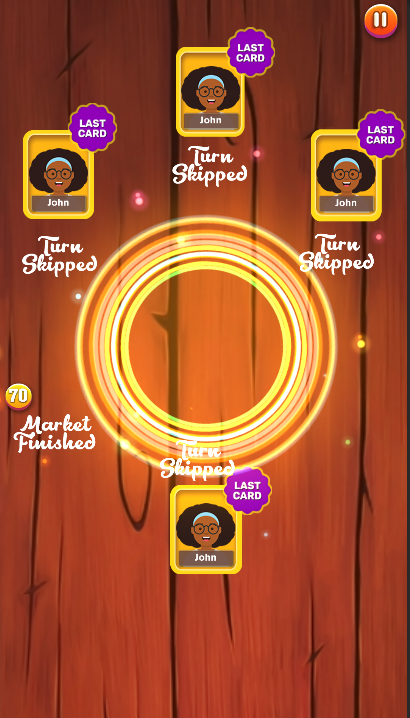 LAST
CARD
John
Turn
Skipped
LAST
CARD
John
Turn
Skipped
LAST
CARD
John
Turn
Skipped
70
Market
Finished
Turn
Skipped
LAST
CARD
John